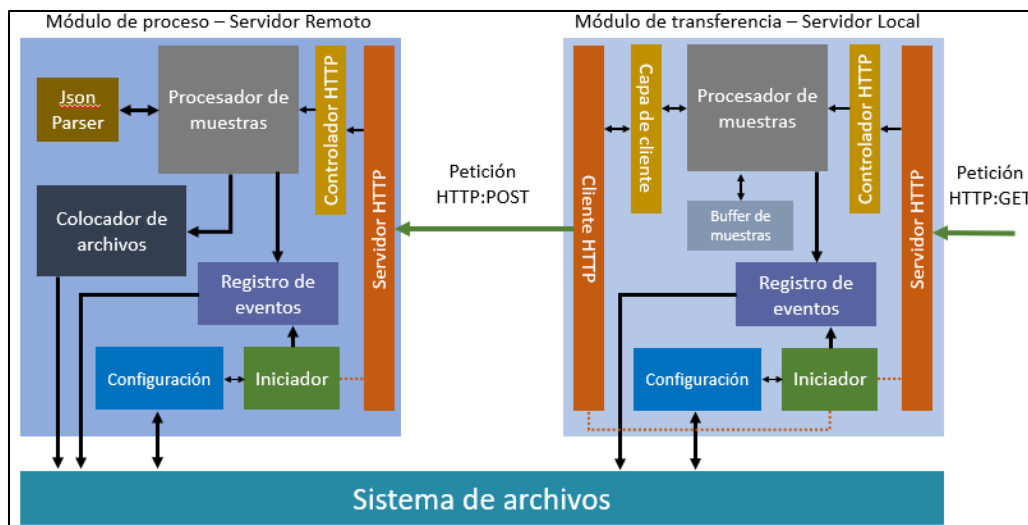 Módulo de proceso – Servidor Remoto
Módulo de transferencia – Servidor Local
Json
Parser
Procesador de
muestras
Controlador HTTP
Servidor HTTP
Colocador de
archivos
Registro de
eventos
Configuración
Iniciador
Petición
HTTP:POST
Cliente HTTP
Capa de
cliente
Procesador de
muestras
Controlador HTTP
Servidor HTTP
Buffer de
muestras
Registro de
eventos
Configuración
Iniciador
Petición
HTTP:GET
Sistema de archivos